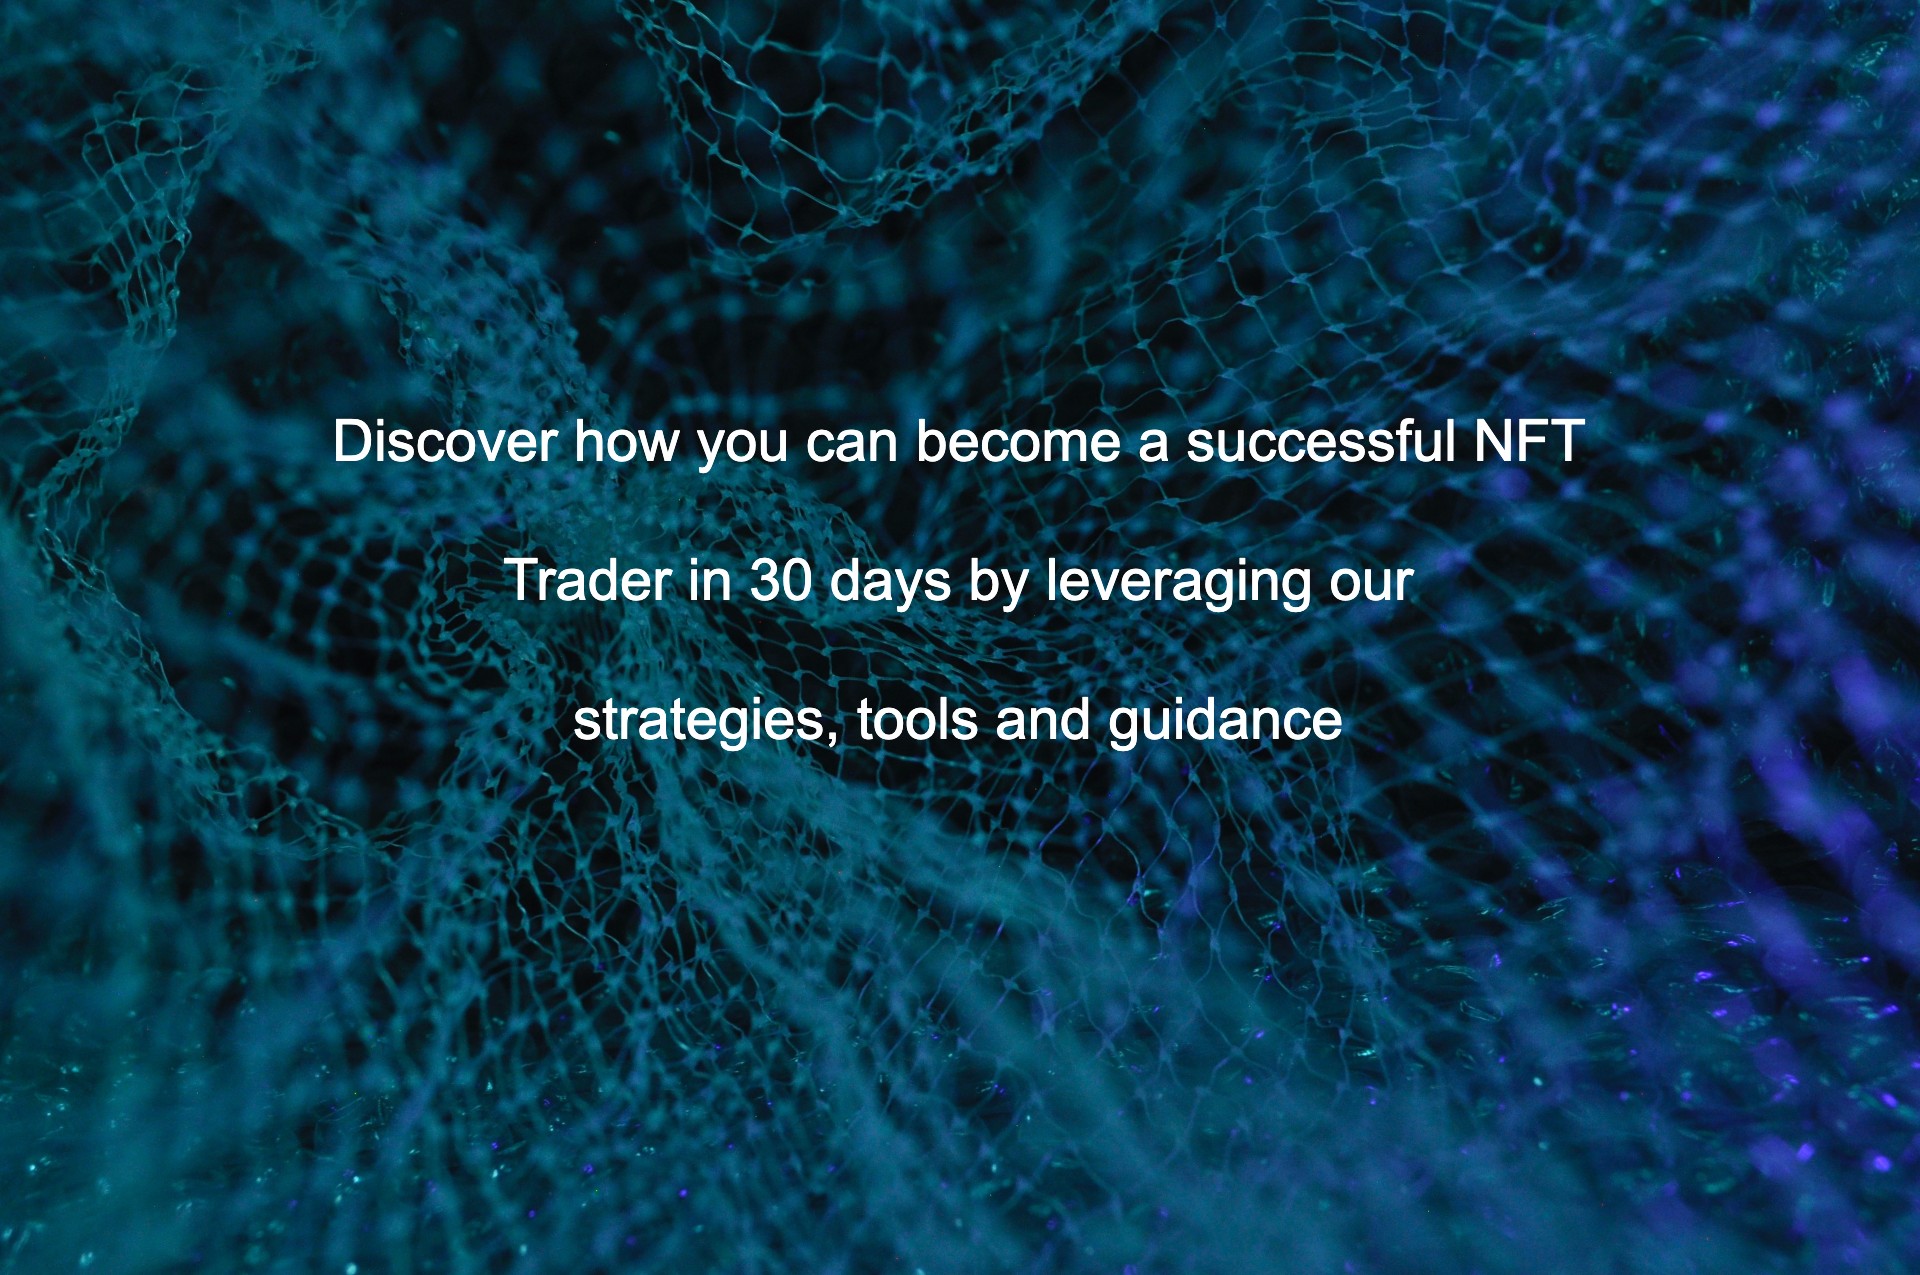 Discover how you can become a successful NFT
Trader in 30 days by leveraging our
strategies, tools and guidance